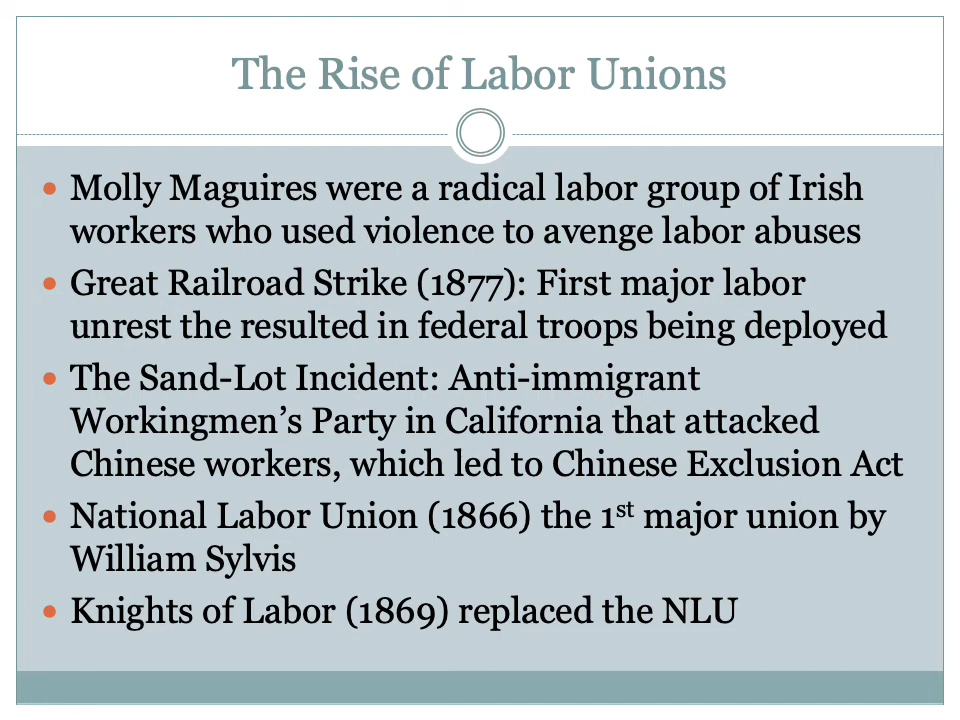 The Rise of Labor Unions
Molly Maguires were a radical labor group of Irish
workers who used violence to avenge labor abuses
Great Railroad Strike (1877): First major labor
unrest the resulted in federal troops being deployed
The Sand-Lot Incident: Anti-immigrant
Workingmen’s Party in California that attacked
Chinese workers, which led to Chinese Exclusion Act
National Labor Union (1866) the 1st major union by
William Sylvis
Knights of Labor (1869) replaced the NLU